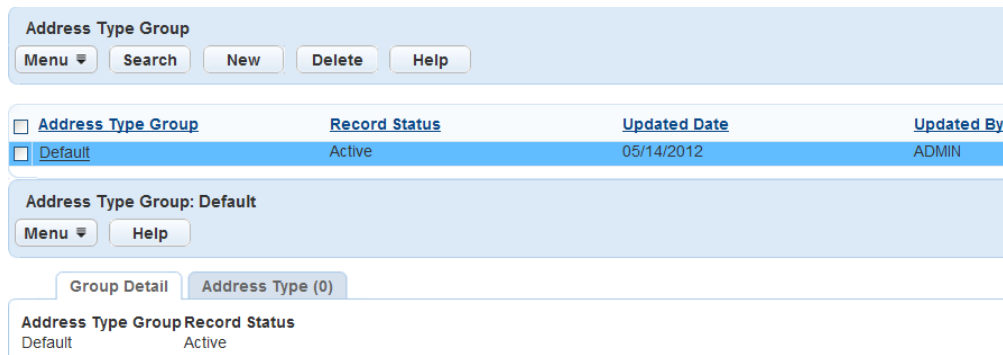 Address Type Group
Menu Search New Delete Help
Address Type Group Record Status Updated Date Updated By
Default Active 05/14/2012 ADMIN
Address Type Group: Default
Menu Help
Group Detail Address Type (0)
Address Type Group Record Status
Default Active